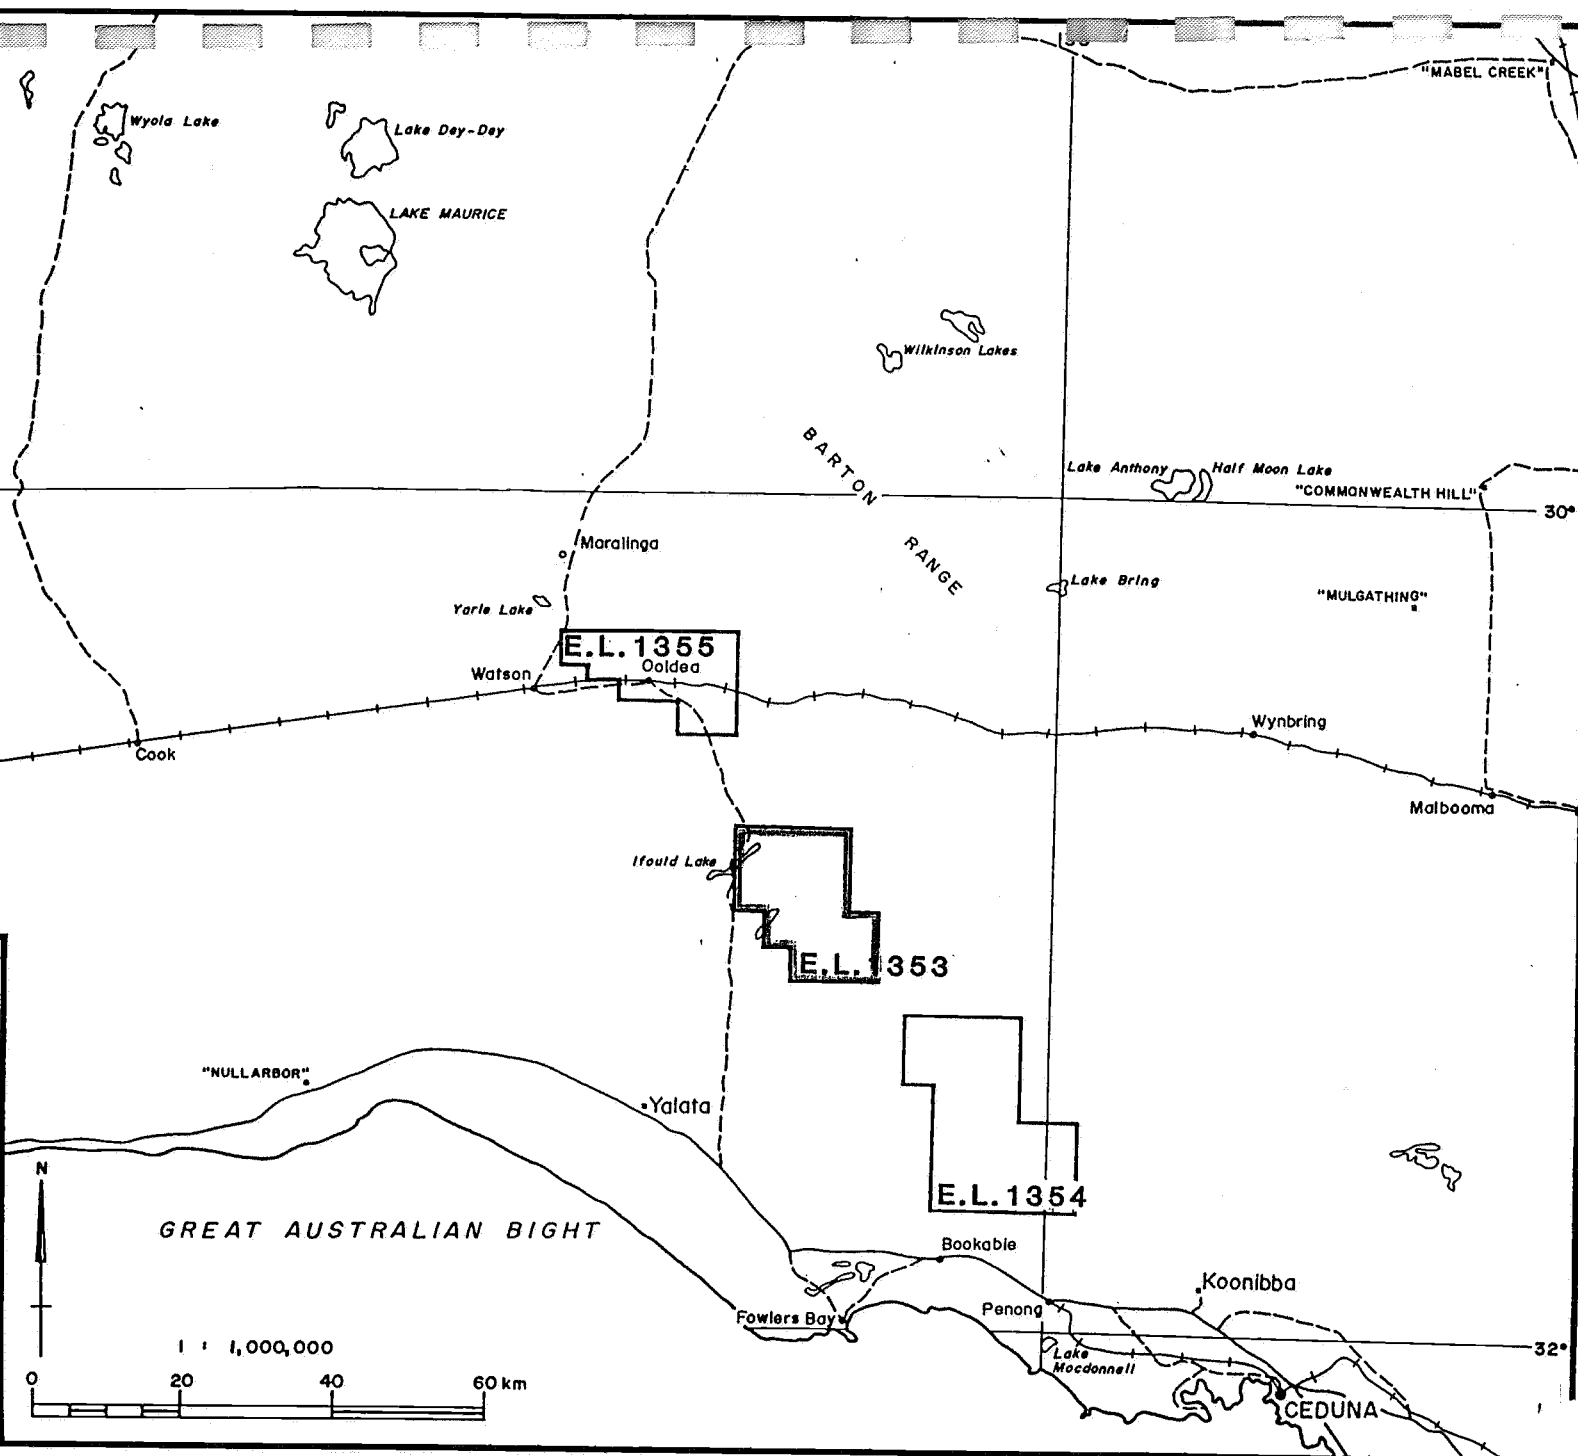 "MABEL CREEK"
Wyola Lake
Lake Dey-Dey
LAKE MAURICE
Wilkinson Lakes
BARTON
RANGE
Lake Anthony
Half Moon Lake
"COMMONWEALTH HILL"
30°
Maralinga
Lake Bring
"MULGATHING"
Yarle Lake
E.L.1355
Ooldea
Watson
Wynbring
Cook
Malbooma
Ifould Lake
E.L.1353
"NULLARBOR"
Yalata
N
E.L.1354
GREAT AUSTRALIAN BIGHT
Bookabie
Koonibba
Penong
Fowlers Bay
1 : 1,000,000
Lake
Macdonnell
32°
0 20 40 60 km
CEDUNA